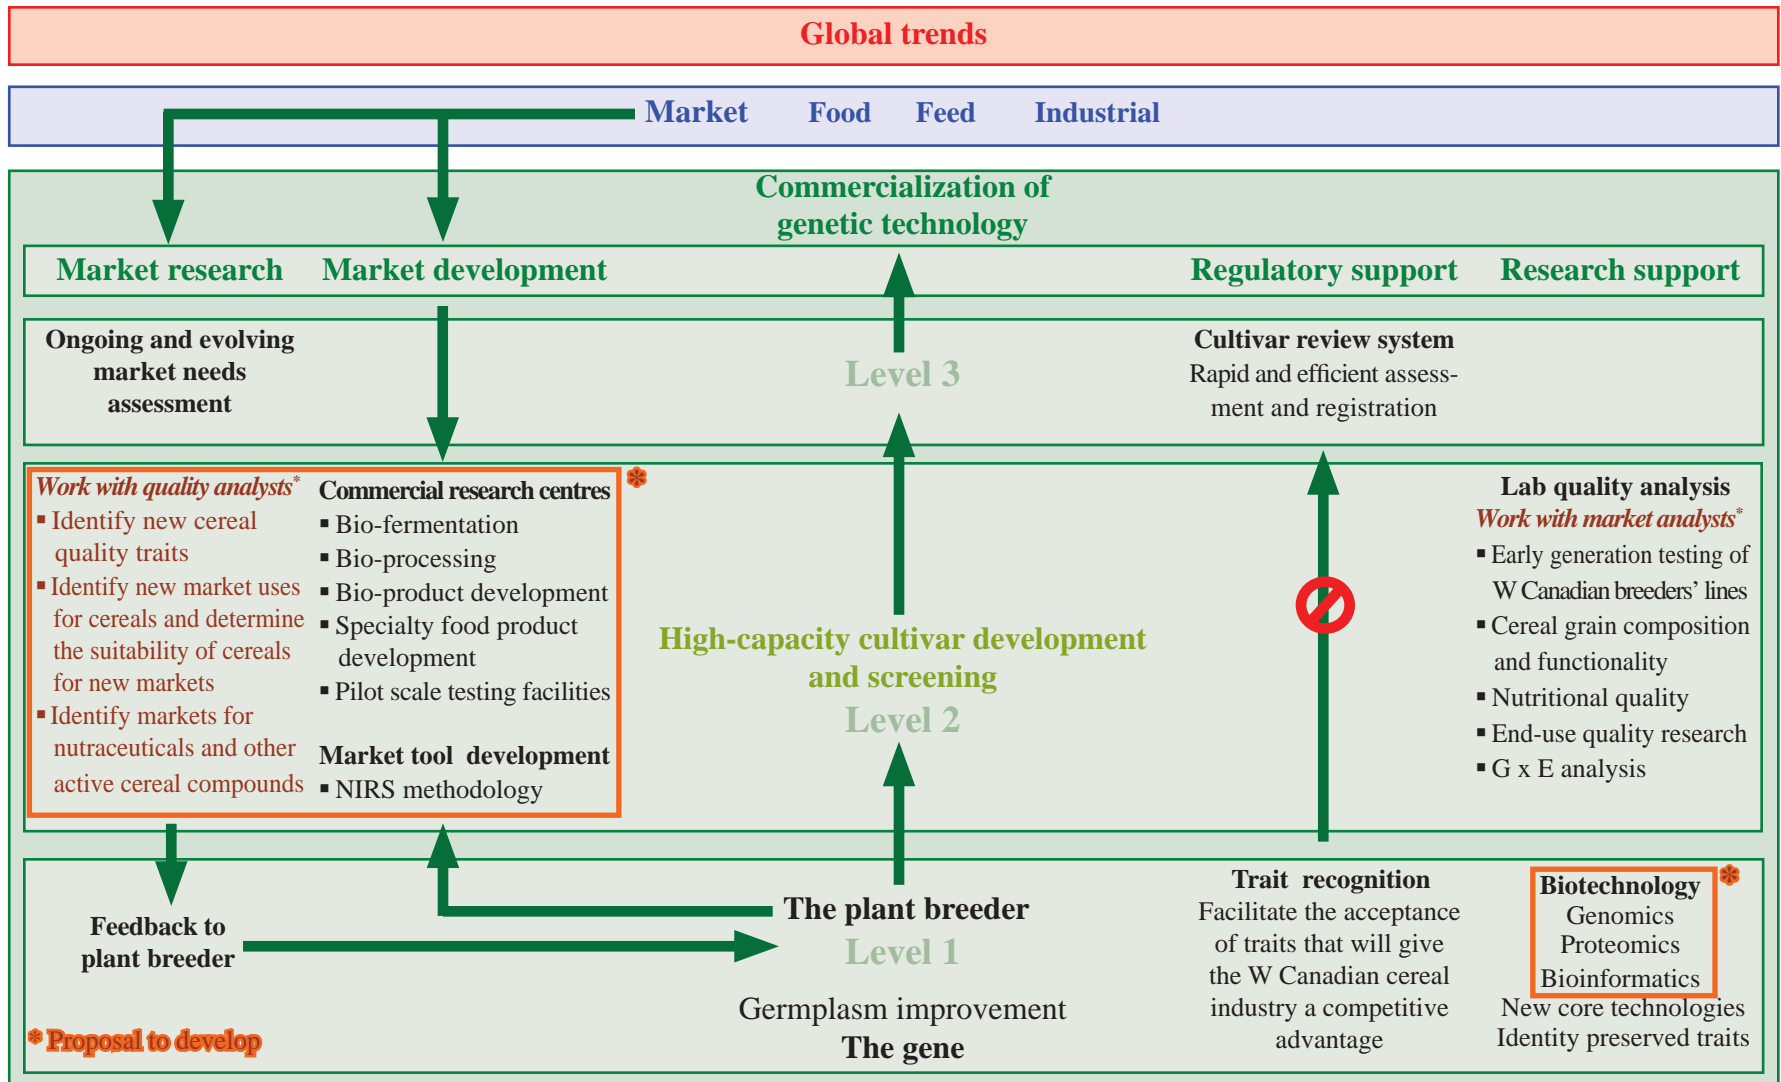 Global trends
Market Food Feed Industrial
Commercialization of
genetic technology
Market research Market development Regulatory support Research support
Ongoing and evolving
market needs
assessment
Level 3
Cultivar review system
Rapid and efficient assess-
ment and registration
Work with quality analysts*
▪ Identify new cereal
quality traits
▪ Identify new market uses
for cereals and determine
the suitability of cereals
for new markets
▪ Identify markets for
nutraceuticals and other
active cereal compounds
Commercial research centres
*
▪ Bio-fermentation
▪ Bio-processing
▪ Bio-product development
▪ Specialty food product
development
▪ Pilot scale testing facilities
Market tool development
▪ NIRS methodology
High-capacity cultivar development
and screening
Level 2
Lab quality analysis
Work with market analysts*
▪ Early generation testing of
W Canadian breeders’ lines
▪ Cereal grain composition
and functionality
▪ Nutritional quality
▪ End-use quality research
▪ G x E analysis
Feedback to
plant breeder
The plant breeder
Level 1
Germplasm improvement
The gene
Trait recognition
Facilitate the acceptance
of traits that will give
the W Canadian cereal
industry a competitive
advantage
Biotechnology
*
Genomics
Proteomics
Bioinformatics
New core technologies
Identity preserved traits
* Proposal to develop